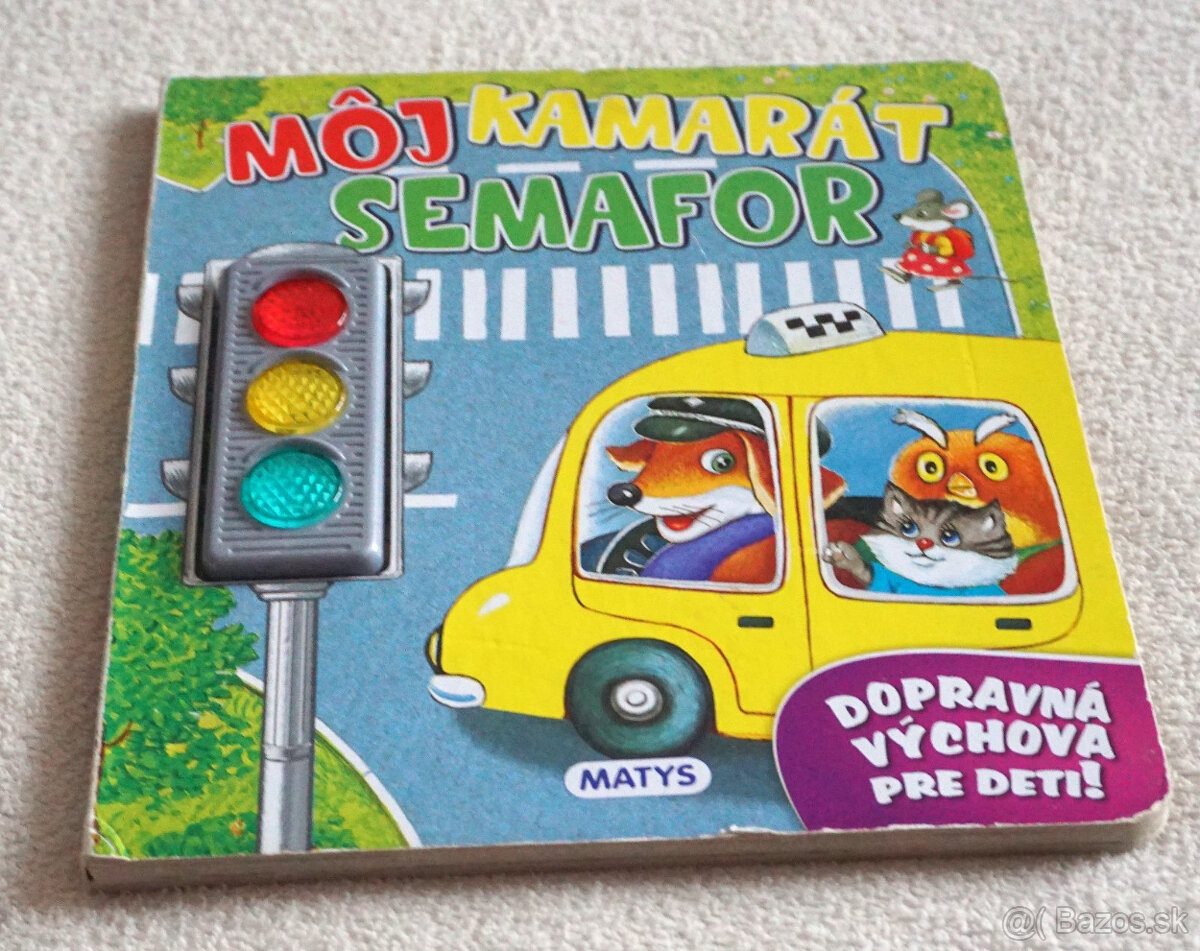 MÔJ KAMARÁT
SEMAFOR
MATYS
DOPRAVNÁ
VÝCHOVA
PRE DETI!
@( Bazos.sk